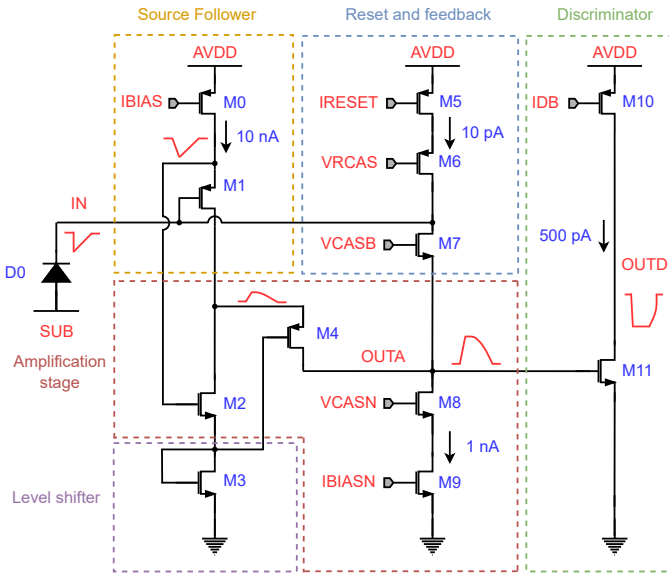 Source Follower
Reset and feedback
Discriminator
AVDD
AVDD
AVDD
IBIAS
M0
IRESET
M5
IDB
M10
10 nA
10 pA
VRCAS
M6
M1
IN
VCASB
M7
500 pA
D0
OUTD
SUB
M4
Amplification
stage
OUTA
M11
M2
VCASN
M8
1 nA
M3
IBIASN
M9
Level shifter